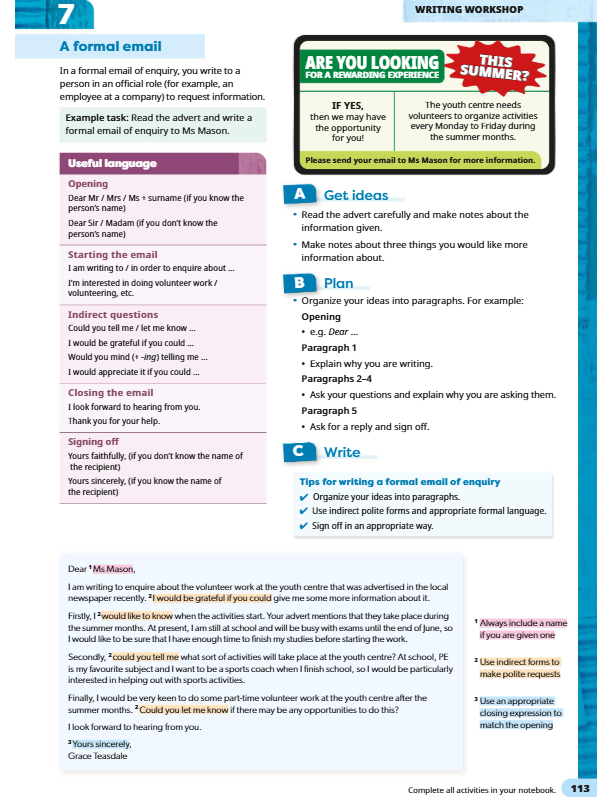 7
WRITING WORKSHOP
A formal email
In a formal email of enquiry, you write to a
person in an official role (for example, an
employee at a company) to request information.
Example task: Read the advert and write a
formal email of enquiry to Ms Mason.
Useful language
Opening
Dear Mr / Mrs / Ms + surname (if you know the
person's name)
Dear Sir / Madam (if you don't know the
person's name)
Starting the email
I am writing to / in order to enquire about ...
I'm interested in doing volunteer work /
volunteering, etc.
Indirect questions
Could you tell me / let me know ...
I would be grateful if you could ...
Would you mind (+ -ing) telling me ...
I would appreciate it if you could ...
Closing the email
I look forward to hearing from you.
Thank you for your help.
Signing off
Yours faithfully, (if you don't know the name of
the recipient)
Yours sincerely, (if you know the name of
the recipient)
ARE YOU LOOKING
FOR A REWARDING EXPERIENCE
THIS
SUMMER?
IF YES,
then we may have
the opportunity
for you!
The youth centre needs
volunteers to organize activities
every Monday to Friday during
the summer months.
Please send your email to Ms Mason for more information.
A Get ideas
• Read the advert carefully and make notes about the
information given.
• Make notes about three things you would like more
information about.
B Plan
• Organize your ideas into paragraphs. For example:
Opening
• e.g. Dear ...
Paragraph 1
• Explain why you are writing.
Paragraphs 2–4
• Ask your questions and explain why you are asking them.
Paragraph 5
• Ask for a reply and sign off.
C Write
Tips for writing a formal email of enquiry
✔ Organize your ideas into paragraphs.
✔ Use indirect polite forms and appropriate formal language.
✔ Sign off in an appropriate way.
Dear ¹Ms Mason,
I am writing to enquire about the volunteer work at the youth centre that was advertised in the local
newspaper recently. ²I would be grateful if you could give me some more information about it.
Firstly, I ²would like to know when the activities start. Your advert mentions that they take place during
the summer months. At present, I am still at school and will be busy with exams until the end of June, so
I would like to be sure that I have enough time to finish my studies before starting the work.
Secondly, ²could you tell me what sort of activities will take place at the youth centre? At school, PE
is my favourite subject and I want to be a sports coach when I finish school, so I would be particularly
interested in helping out with sports activities.
Finally, I would be very keen to do some part-time volunteer work at the youth centre after the
summer months. ²Could you let me know if there may be any opportunities to do this?
I look forward to hearing from you.
³Yours sincerely,
Grace Teasdale
¹ Always include a name
if you are given one
² Use indirect forms to
make polite requests
³ Use an appropriate
closing expression to
match the opening
Complete all activities in your notebook.
113